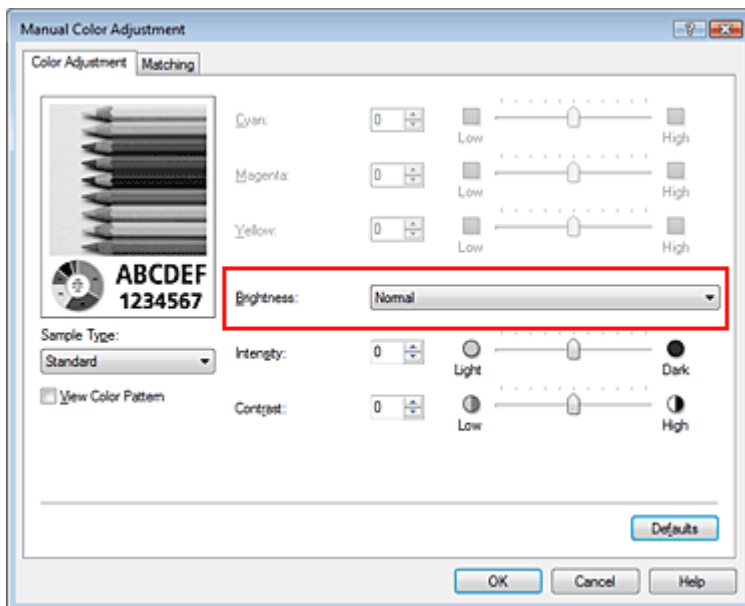 Manual Color Adjustment
Color Adjustment Matching
Cyan: 0 Low High
Magenta: 0 Low High
Yellow: 0 Low High
ABCDEF
1234567
Brightness: Normal
Sample Type:
Standard
View Color Pattern
Intensity: 0 Light Dark
Contrast: 0 Low High
Defaults
OK Cancel Help